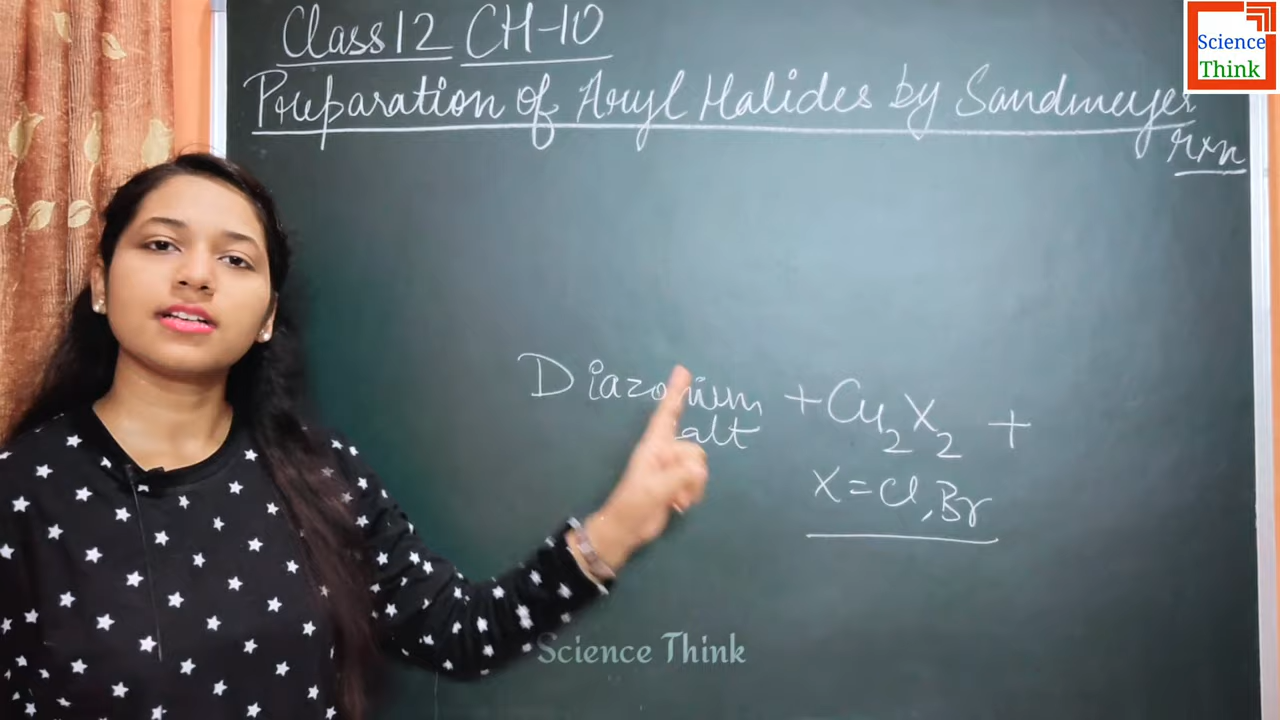 Class 12 CH-10
Preparation of Aryl Halides by Sandmeyer
rxn
Science
Think
Diazonium + Cu2X2 +
alt
X = Cl, Br
Science Think